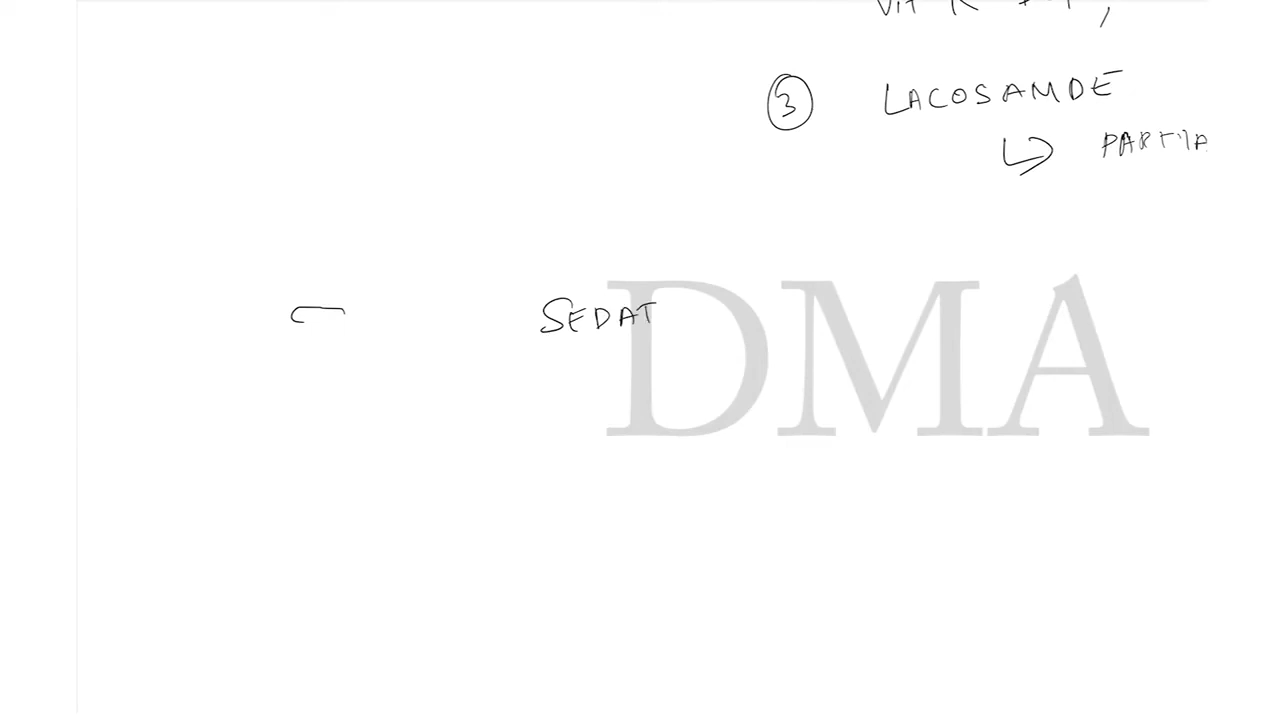 ③ LACOSAMDE
↳ PARTIA
SEDAT
DMA